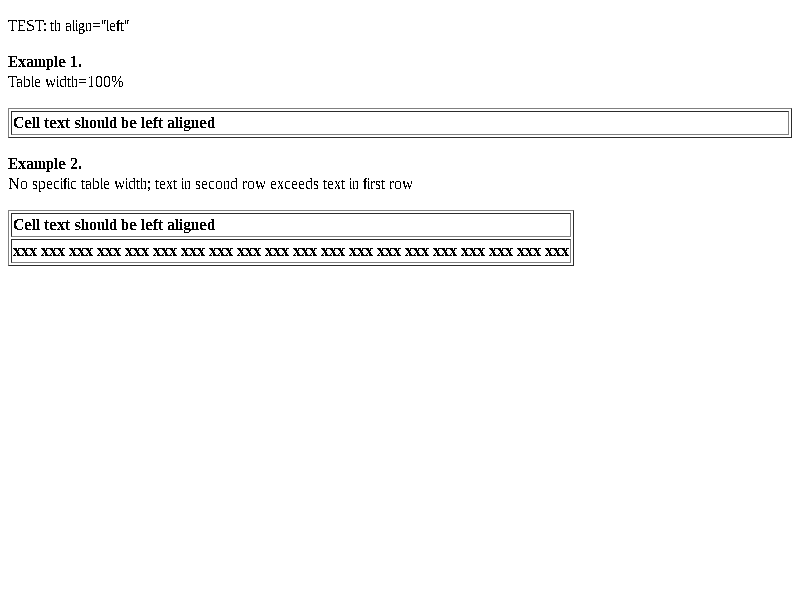 TEST: th align="left"
Example 1.
Table width=100%
Cell text should be left aligned
Example 2.
No specific table width; text in second row exceeds text in first row
Cell text should be left aligned
xxx xxx xxx xxx xxx xxx xxx xxx xxx xxx xxx xxx xxx xxx xxx xxx xxx xxx xxx xxx